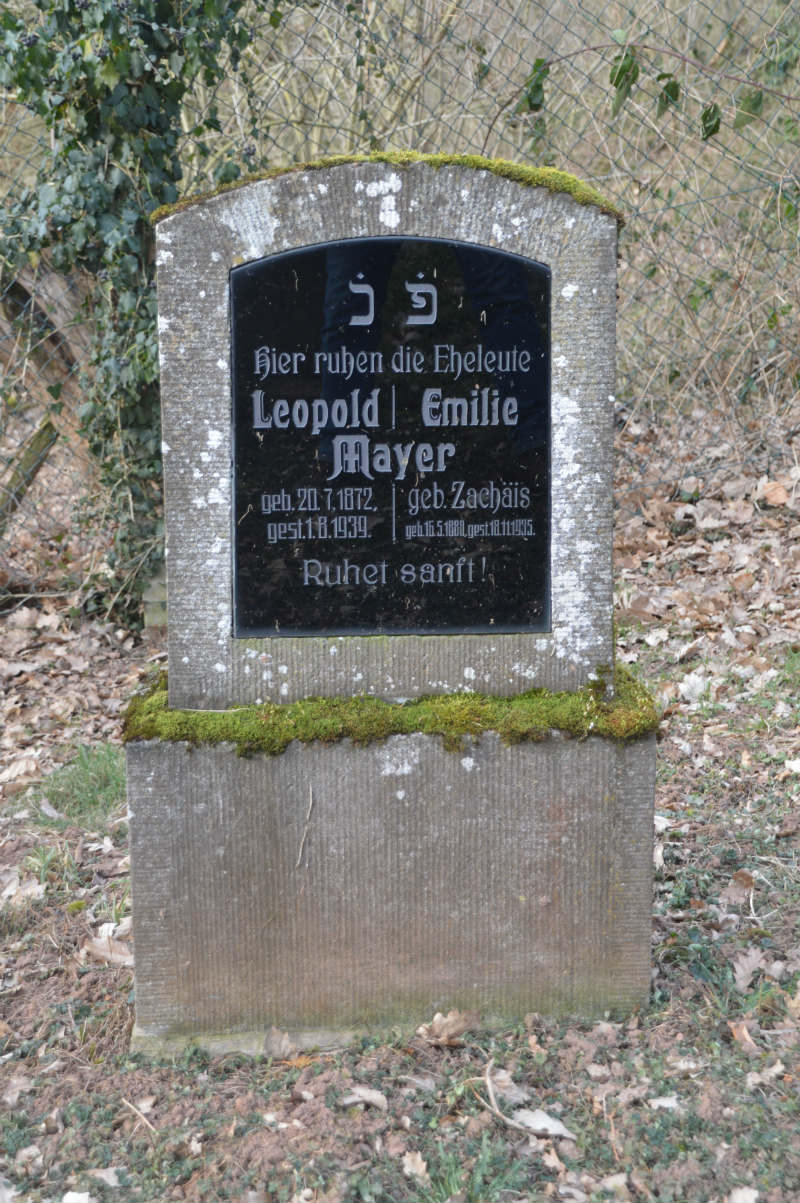 פׄ נׄ
Hier ruhen die Eheleute
Leopold | Emilie
Mayer
geb. 20.7.1872, | geb. Zachäis
gest. 1.8.1939. | geb. 16.5.1880, gest. 18.11.1935.
Ruhet sanft!